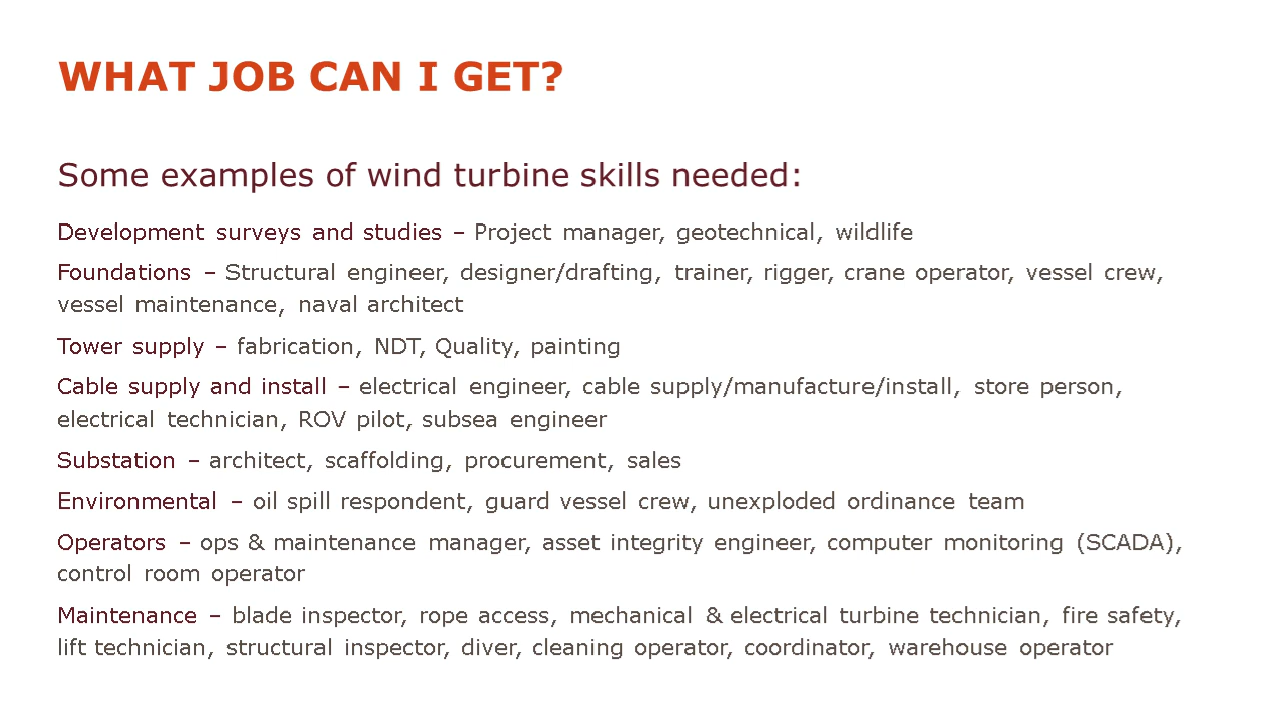 WHAT JOB CAN I GET?
Some examples of wind turbine skills needed:
Development surveys and studies – Project manager, geotechnical, wildlife
Foundations – Structural engineer, designer/drafting, trainer, rigger, crane operator, vessel crew,
vessel maintenance, naval architect
Tower supply – fabrication, NDT, Quality, painting
Cable supply and install – electrical engineer, cable supply/manufacture/install, store person,
electrical technician, ROV pilot, subsea engineer
Substation – architect, scaffolding, procurement, sales
Environmental – oil spill respondent, guard vessel crew, unexploded ordinance team
Operators – ops & maintenance manager, asset integrity engineer, computer monitoring (SCADA),
control room operator
Maintenance – blade inspector, rope access, mechanical & electrical turbine technician, fire safety,
lift technician, structural inspector, diver, cleaning operator, coordinator, warehouse operator